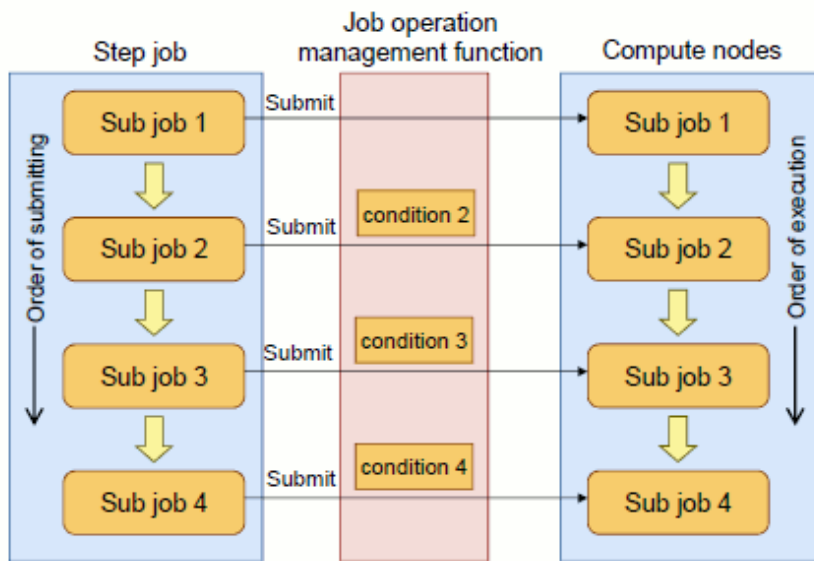 Step job
Job operation
management function
Compute nodes
Order of submitting
Sub job 1
Submit
Sub job 1
Order of execution
Sub job 2
Submit
condition 2
Sub job 2
Sub job 3
Submit
condition 3
Sub job 3
Sub job 4
Submit
condition 4
Sub job 4